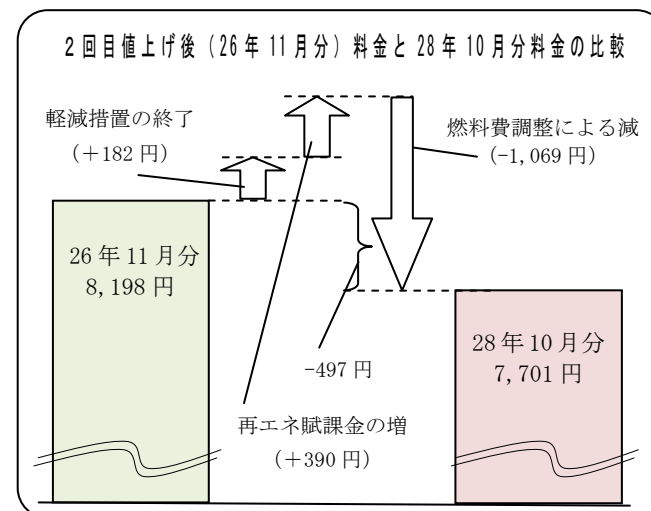 2回目値上げ後（26年11月分）料金と28年10月分料金の比較
軽減措置の終了
（＋182円）
燃料費調整による減
（-1,069円）
26年11月分
8,198円
28年10月分
7,701円
-497円
再エネ賦課金の増
（＋390円）